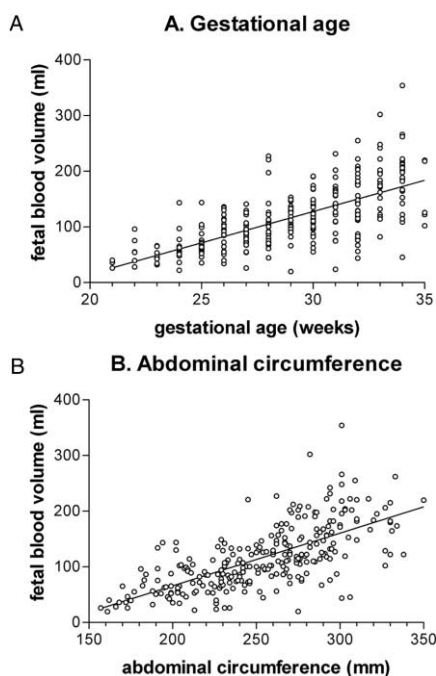 A
A. Gestational age
fetal blood volume (ml)
400
300
200
100
0
20
25
30
35
gestational age (weeks)
B
B. Abdominal circumference
fetal blood volume (ml)
400
300
200
100
0
150
200
250
300
350
abdominal circumference (mm)